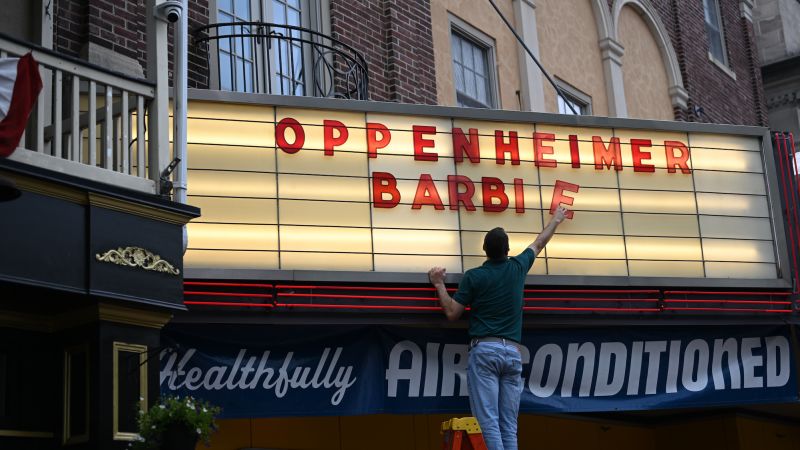 OPPENHEIMER
BARBIE
Healthfully AIR CONDITIONED